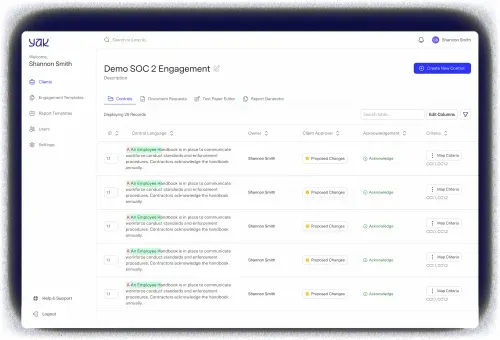 yak
Search controls
Shannon Smith
Welcome,
Shannon Smith
Clients
Engagement Templates
Report Templates
Users
Settings
Help & Support
Logout
Demo SOC 2 Engagement
Description
Create New Control
Controls
Document Requests
Test Paper Editor
Report Generator
Displaying 29 Records
Search table...
Edit Columns
ID
Control Language
Owner
Client Approval
Acknowledgement
Criteria
A An Employee Handbook is in place to communicate
workforce conduct standards and enforcement
procedures. Contractors acknowledge the handbook
annually.
Shannon Smith
Proposed Changes
Acknowledge
Map Criteria
A An Employee Handbook is in place to communicate
workforce conduct standards and enforcement
procedures. Contractors acknowledge the handbook
annually.
Shannon Smith
Proposed Changes
Acknowledge
Map Criteria
A An Employee Handbook is in place to communicate
workforce conduct standards and enforcement
procedures. Contractors acknowledge the handbook
annually.
Shannon Smith
Proposed Changes
Acknowledge
Map Criteria
A An Employee Handbook is in place to communicate
workforce conduct standards and enforcement
procedures. Contractors acknowledge the handbook
annually.
Shannon Smith
Proposed Changes
Acknowledge
Map Criteria
A An Employee Handbook is in place to communicate
workforce conduct standards and enforcement
procedures. Contractors acknowledge the handbook
annually.
Shannon Smith
Proposed Changes
Acknowledge
Map Criteria